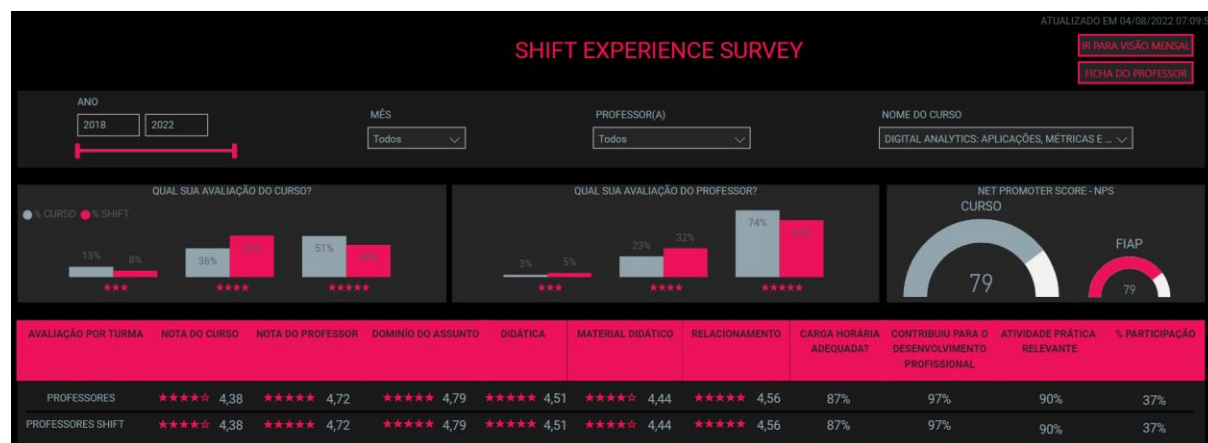 ATUALIZADO EM 04/08/2022 07:09:5
SHIFT EXPERIENCE SURVEY
IR PARA VISÃO MENSAL
FICHA DO PROFESSOR
ANO
2018 2022
MÊS
Todos
PROFESSOR(A)
Todos
NOME DO CURSO
DIGITAL ANALYTICS: APLICAÇÕES, MÉTRICAS E ...
QUAL SUA AVALIAÇÃO DO CURSO?
% CURSO % SHIFT
13% 8%
36%
51%
★★★ ★★★★ ★★★★★
QUAL SUA AVALIAÇÃO DO PROFESSOR?
3% 5%
23% 32%
74%
★★★ ★★★★ ★★★★★
NET PROMOTER SCORE - NPS
CURSO
79
FIAP
79
AVALIAÇÃO POR TURMA NOTA DO CURSO NOTA DO PROFESSOR DOMINÍO DO ASSUNTO DIDÁTICA MATERIAL DIDÁTICO RELACIONAMENTO CARGA HORÁRIA ADEQUADA? CONTRIBUIU PARA O DESENVOLVIMENTO PROFISSIONAL ATIVIDADE PRÁTICA RELEVANTE % PARTICIPAÇÃO
PROFESSORES ★★★★☆ 4,38 ★★★★★ 4,72 ★★★★★ 4,79 ★★★★★ 4,51 ★★★★☆ 4,44 ★★★★★ 4,56 87% 97% 90% 37%
PROFESSORES SHIFT ★★★★☆ 4,38 ★★★★★ 4,72 ★★★★★ 4,79 ★★★★★ 4,51 ★★★★☆ 4,44 ★★★★★ 4,56 87% 97% 90% 37%